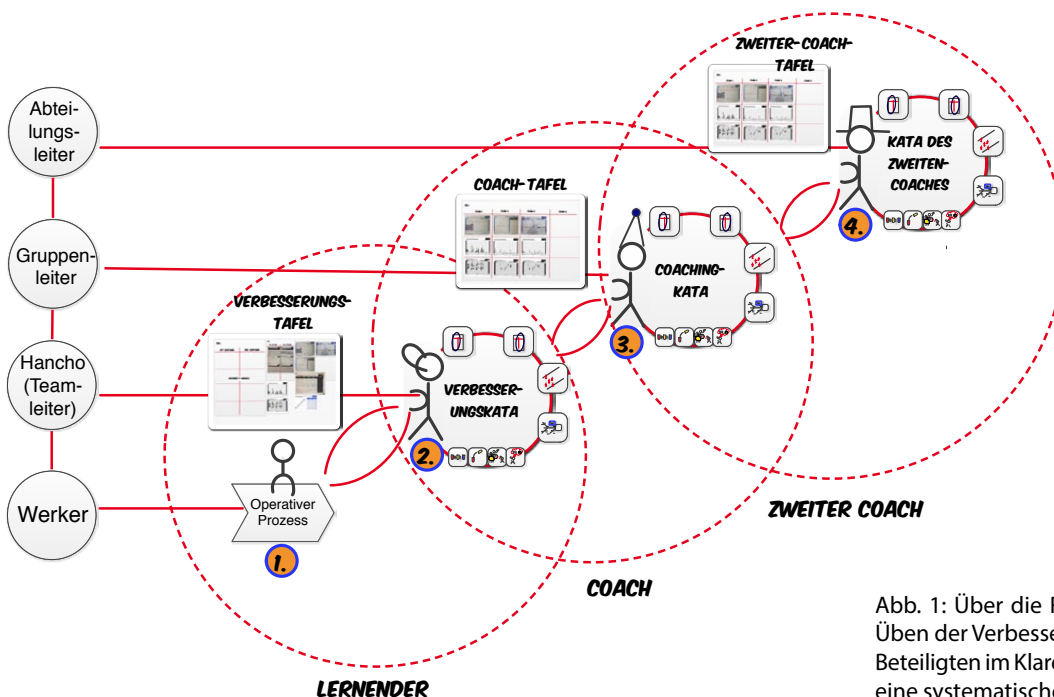 ZWEITER-COACH-
TAFEL
Abtei-
lungs-
leiter
KATA DES
ZWEITEN-
COACHES
4.
COACH-TAFEL
Gruppen-
leiter
COACHING-
KATA
3.
VERBESSERUNGS-
TAFEL
Hancho
(Team-
leiter)
VERBESSER-
UNGSKATA
2.
Werker
Operativer
Prozess
1.
ZWEITER COACH
COACH
LERNENDER
Abb. 1: Über die
Üben der Verbesse
Beteiligten im Klare
eine systematische